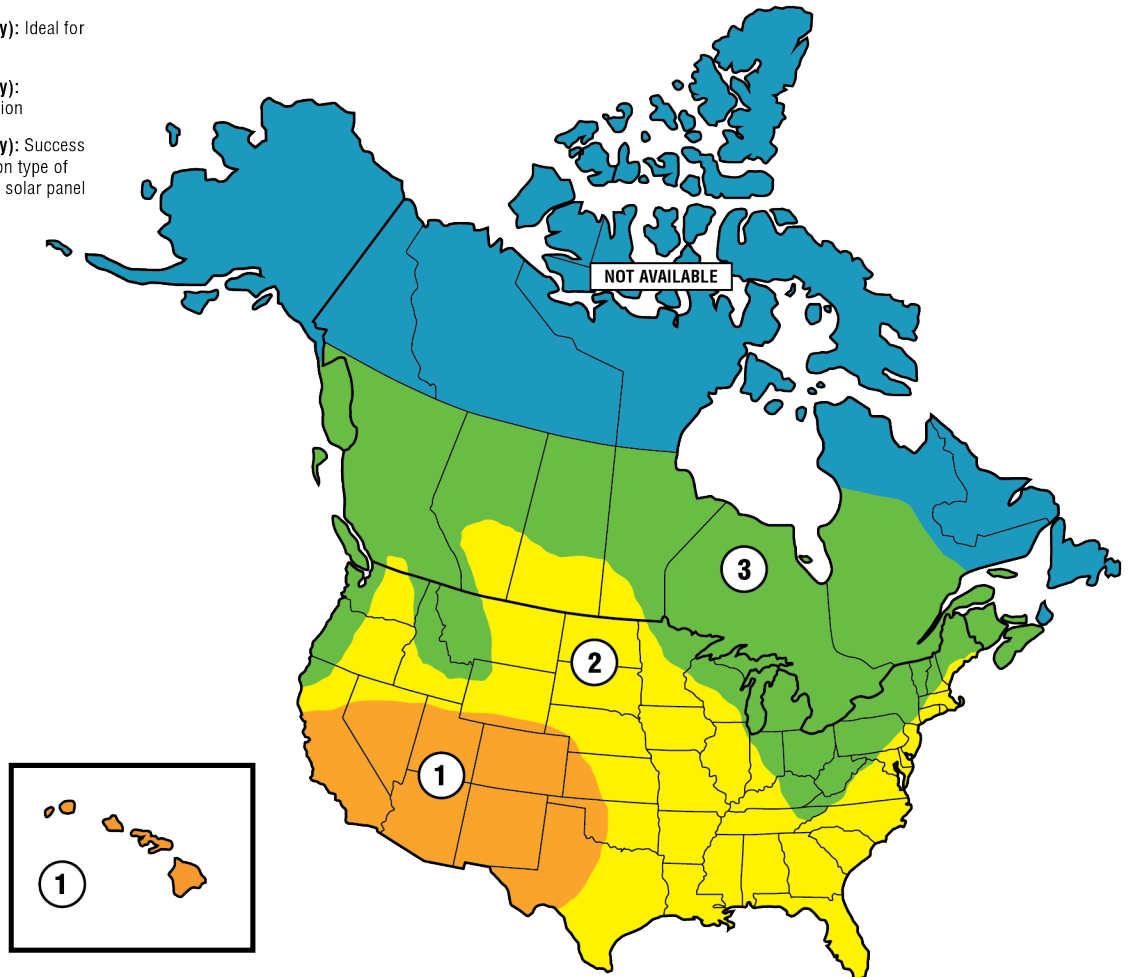 y): Ideal for
y):
ion
y): Success
on type of
solar panel
NOT AVAILABLE
3
2
1
1